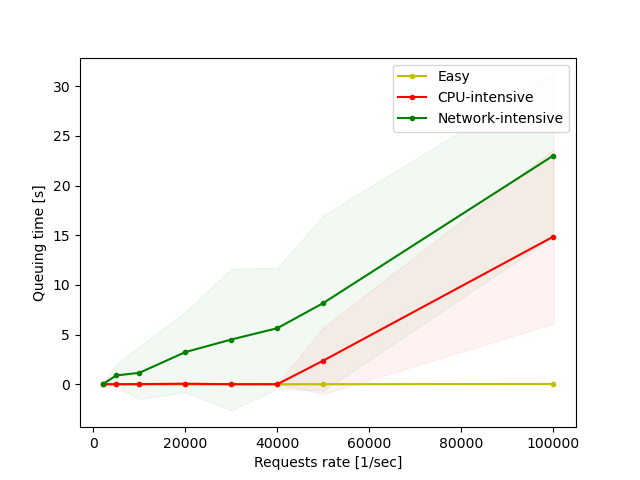 Easy
CPU-intensive
Network-intensive
30
25
20
15
10
5
0
Queuing time [s]
0
20000
40000
60000
80000
100000
Requests rate [1/sec]